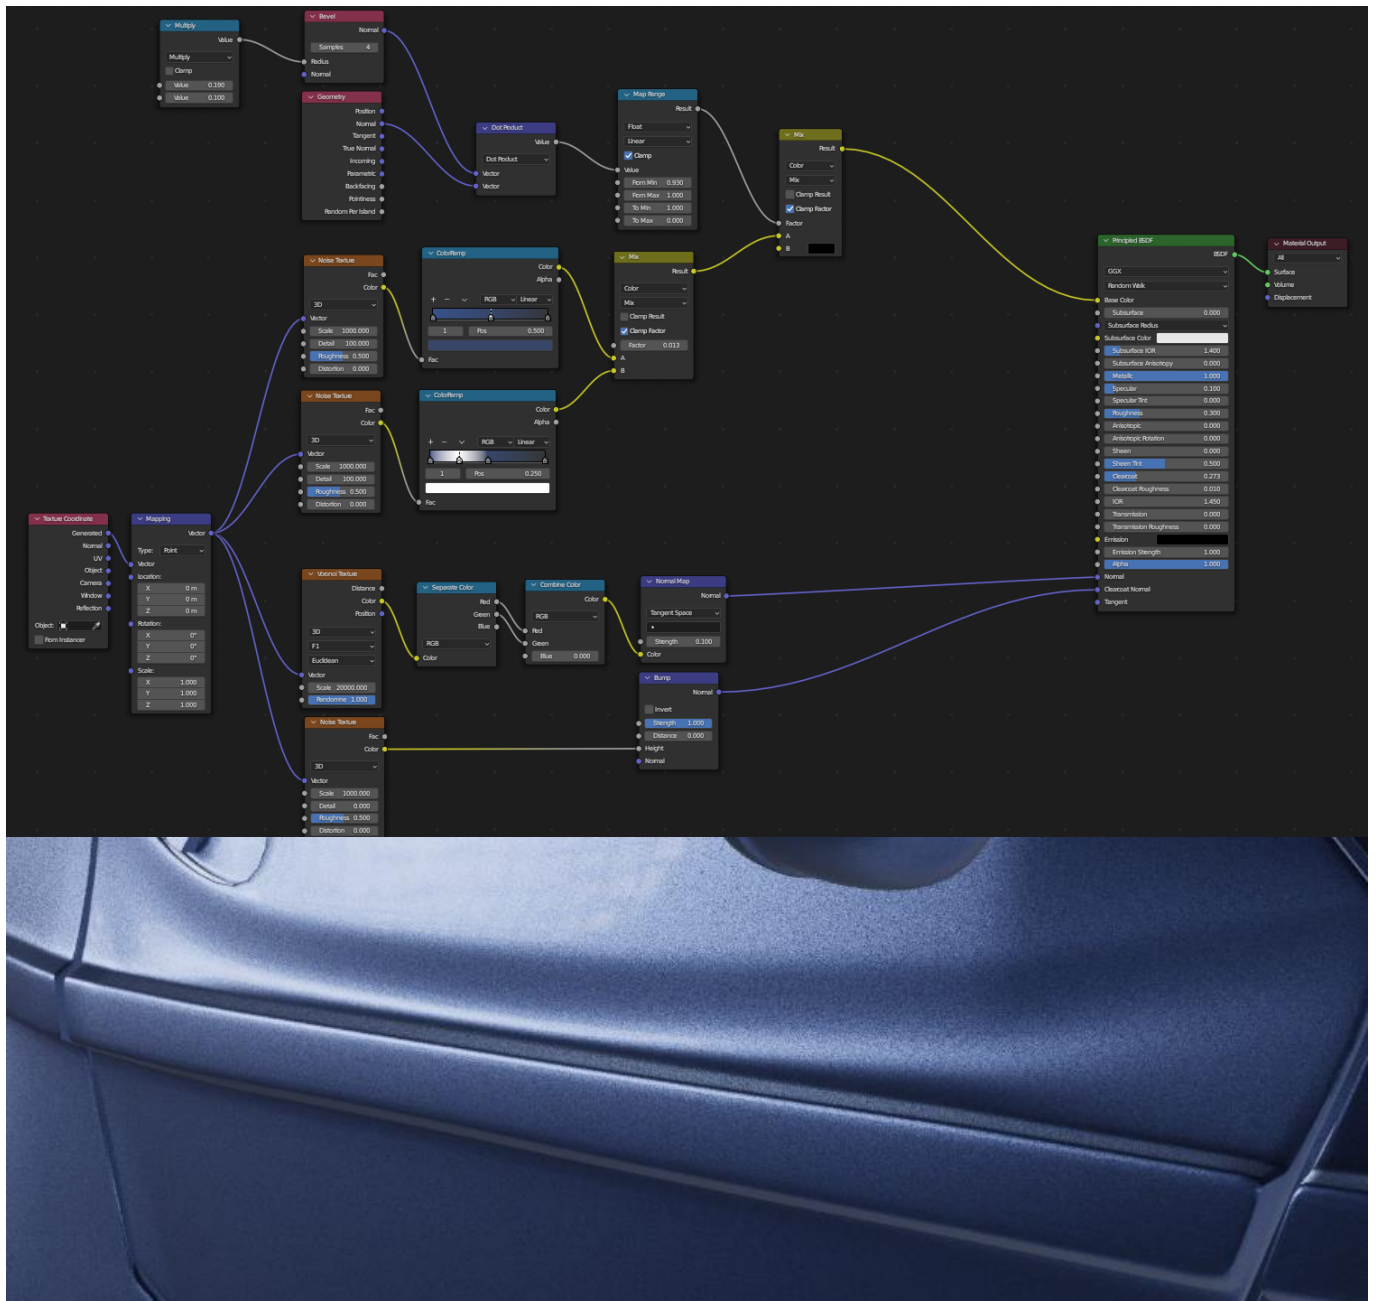 Multiply
Value
Multiply
Clamp
Value 0.190
Value 0.100
Bevel
Normal
Samples 4
Radius
Normal
Geometry
Position
Normal
Tangent
True Normal
Incoming
Parametric
Backfacing
Pointiness
Random Per Island
Dot Product
Value
Dot Product
Vector
Vector
Map Range
Result
Float
Linear
Clamp
Value
From Min 0.930
From Max 1.000
To Min 1.000
To Max 0.000
Mix
Result
Color
Mix
Clamp Result
Clamp Factor
Factor
A
B
Noise Texture
Fac
Color
3D
Vector
Scale 1000.000
Detail 100.000
Roughness 0.500
Distortion 0.000
ColorRamp
Color
Alpha
+ − RGB Linear
1 Pos 0.500
Fac
Mix
Result
Color
Mix
Clamp Result
Clamp Factor
Factor 0.013
A
B
Noise Texture
Fac
Color
3D
Vector
Scale 1000.000
Detail 100.000
Roughness 0.500
Distortion 0.000
ColorRamp
Color
Alpha
+ − RGB Linear
1 Pos 0.250
Fac
Texture Coordinate
Generated
Normal
UV
Object
Camera
Window
Reflection
Object:
From Instancer
Mapping
Vector
Type: Point
Vector
Location:
X 0 m
Y 0 m
Z 0 m
Rotation:
X 0°
Y 0°
Z 0°
Scale:
X 1.000
Y 1.000
Z 1.000
Voronoi Texture
Distance
Color
Position
3D
F1
Euclidean
Vector
Scale 20000.000
Randomne 1.000
Separate Color
Red
Green
Blue
RGB
Color
Combine Color
Color
RGB
Red
Green
Blue 0.000
Normal Map
Normal
Tangent Space
Strength 0.100
Color
Bump
Normal
Invert
Strength 1.000
Distance 0.000
Height
Normal
Noise Texture
Fac
Color
3D
Vector
Scale 1000.000
Detail 0.000
Roughness 0.500
Distortion 0.000
Principled BSDF
BSDF
GGX
Random Walk
Base Color
Subsurface 0.000
Subsurface Radius
Subsurface Color
Subsurface IOR 1.400
Subsurface Anisotropy 0.000
Metallic 1.000
Specular 0.100
Specular Tint 0.000
Roughness 0.300
Anisotropic 0.000
Anisotropic Rotation 0.000
Sheen 0.000
Sheen Tint 0.500
Clearcoat 0.273
Clearcoat Roughness 0.010
IOR 1.450
Transmission 0.000
Transmission Roughness 0.000
Emission
Emission Strength 1.000
Alpha 1.000
Normal
Clearcoat Normal
Tangent
Material Output
All
Surface
Volume
Displacement